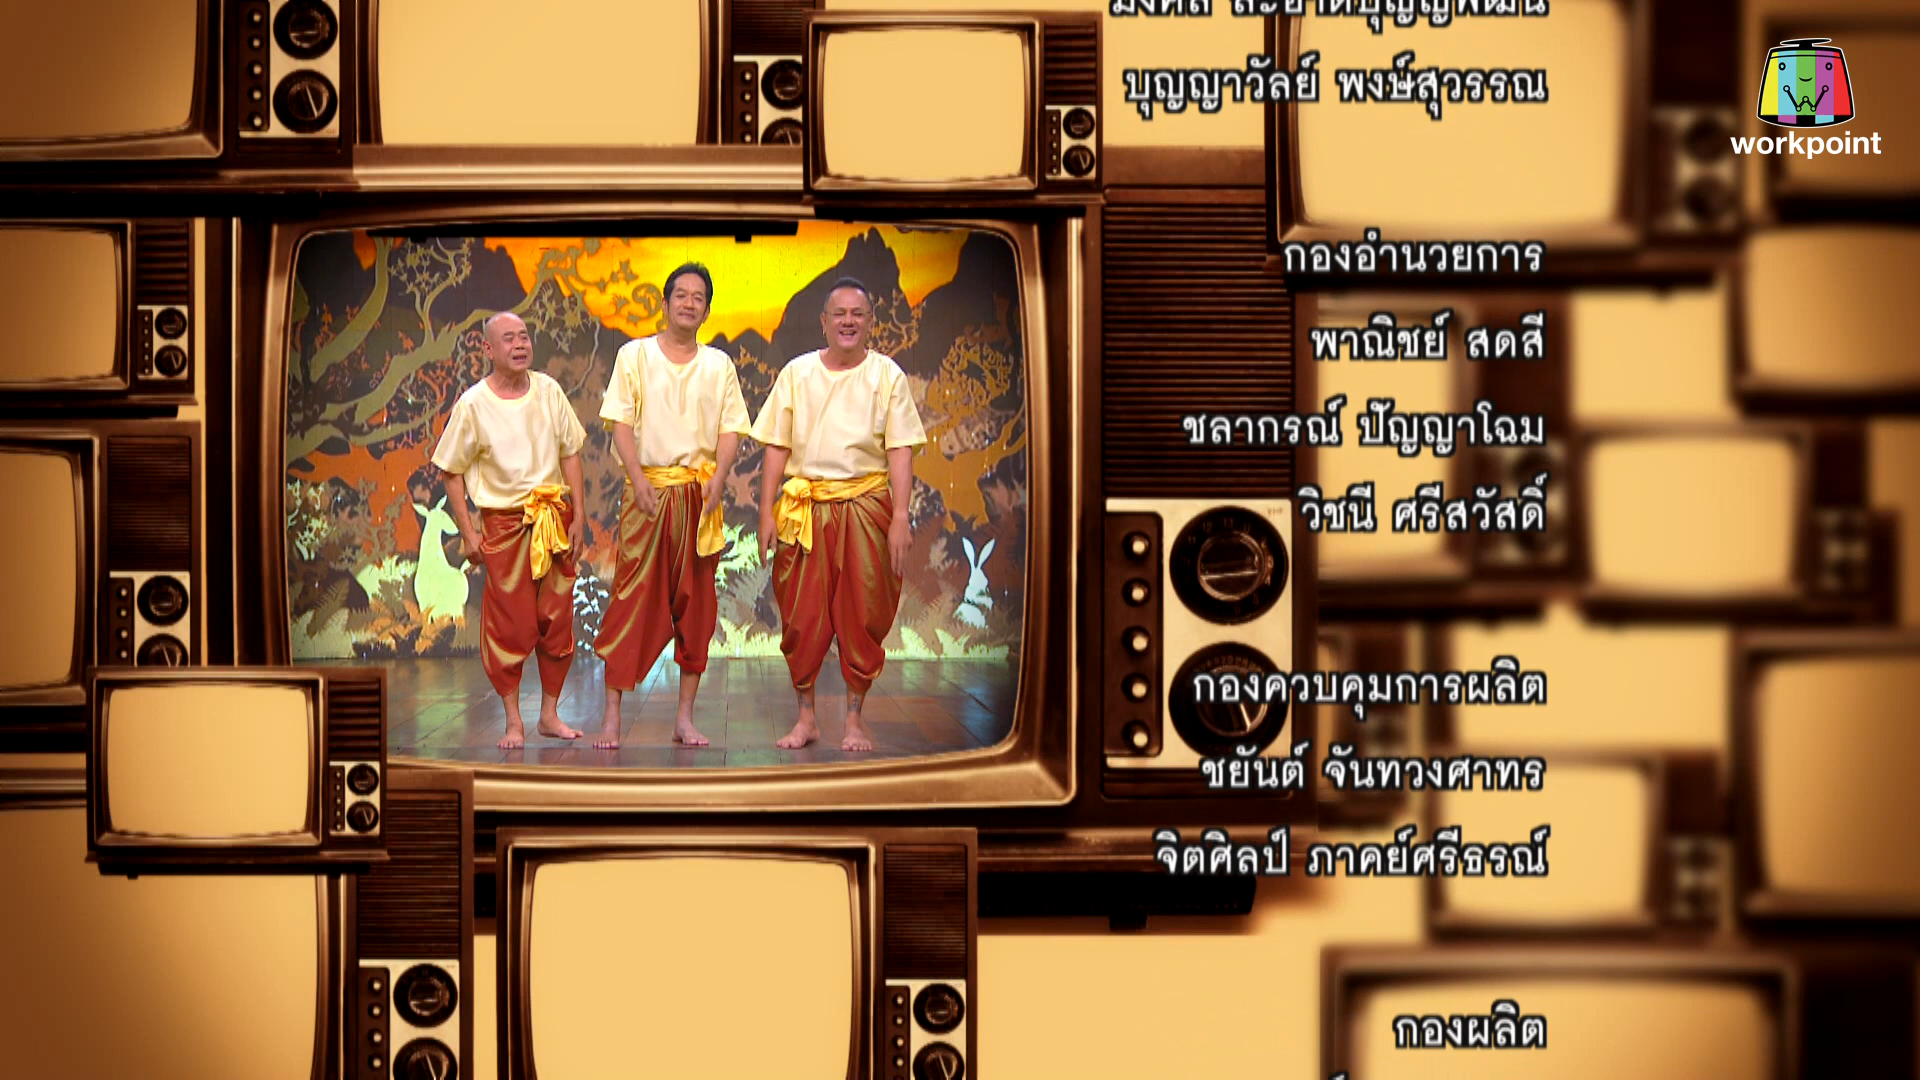 บุญญาวัลย์ พงษ์สุวรรณ
workpoint
กองอำนวยการ
พาณิชย์ สดสี
ชลากรณ์ ปัญญาโฉม
วิชนี ศรีสวัสดิ์
กองควบคุมการผลิต
ชยันต์ จันทวงศาทร
จิตศิลป์ ภาคย์ศรีธรณ์
กองผลิต